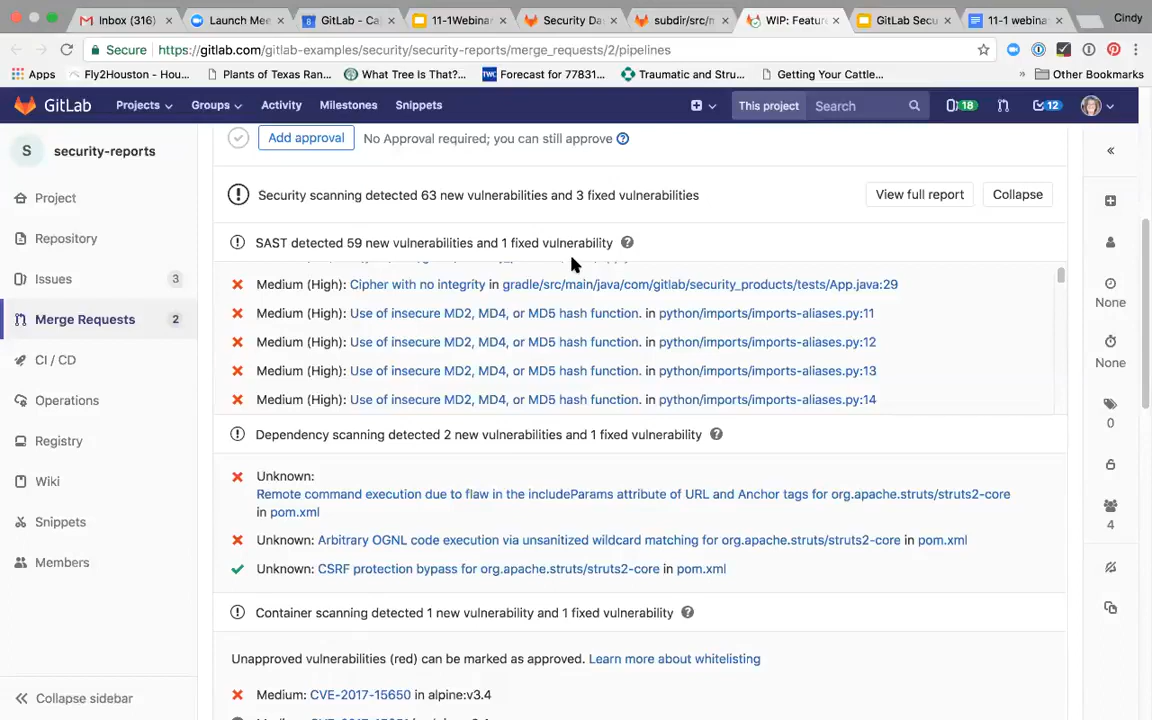 Inbox (316)
Launch Mee
GitLab - Ca
11-1Webinar
Security Da
subdir/src/m
WIP: Featur
GitLab Secu
11-1 webina
Cindy
Secure
https://gitlab.com/gitlab-examples/security/security-reports/merge_requests/2/pipelines
Apps
Fly2Houston - Hou...
Plants of Texas Ran...
What Tree Is That?...
TWC
Forecast for 77831...
Traumatic and Stru...
Getting Your Cattle...
»
Other Bookmarks
GitLab
Projects
Groups
Activity
Milestones
Snippets
This project
Search
18
12
S
security-reports
Project
Repository
Issues
3
Merge Requests
2
CI / CD
Operations
Registry
Wiki
Snippets
Members
Collapse sidebar
Add approval
No Approval required; you can still approve
Security scanning detected 63 new vulnerabilities and 3 fixed vulnerabilities
View full report
Collapse
SAST detected 59 new vulnerabilities and 1 fixed vulnerability
Medium (High): Cipher with no integrity in gradle/src/main/java/com/gitlab/security_products/tests/App.java:29
Medium (High): Use of insecure MD2, MD4, or MD5 hash function. in python/imports/imports-aliases.py:11
Medium (High): Use of insecure MD2, MD4, or MD5 hash function. in python/imports/imports-aliases.py:12
Medium (High): Use of insecure MD2, MD4, or MD5 hash function. in python/imports/imports-aliases.py:13
Medium (High): Use of insecure MD2, MD4, or MD5 hash function. in python/imports/imports-aliases.py:14
Dependency scanning detected 2 new vulnerabilities and 1 fixed vulnerability
Unknown:
Remote command execution due to flaw in the includeParams attribute of URL and Anchor tags for org.apache.struts/struts2-core
in pom.xml
Unknown: Arbitrary OGNL code execution via unsanitized wildcard matching for org.apache.struts/struts2-core in pom.xml
Unknown: CSRF protection bypass for org.apache.struts/struts2-core in pom.xml
Container scanning detected 1 new vulnerability and 1 fixed vulnerability
Unapproved vulnerabilities (red) can be marked as approved. Learn more about whitelisting
Medium: CVE-2017-15650 in alpine:v3.4
None
None
0
4